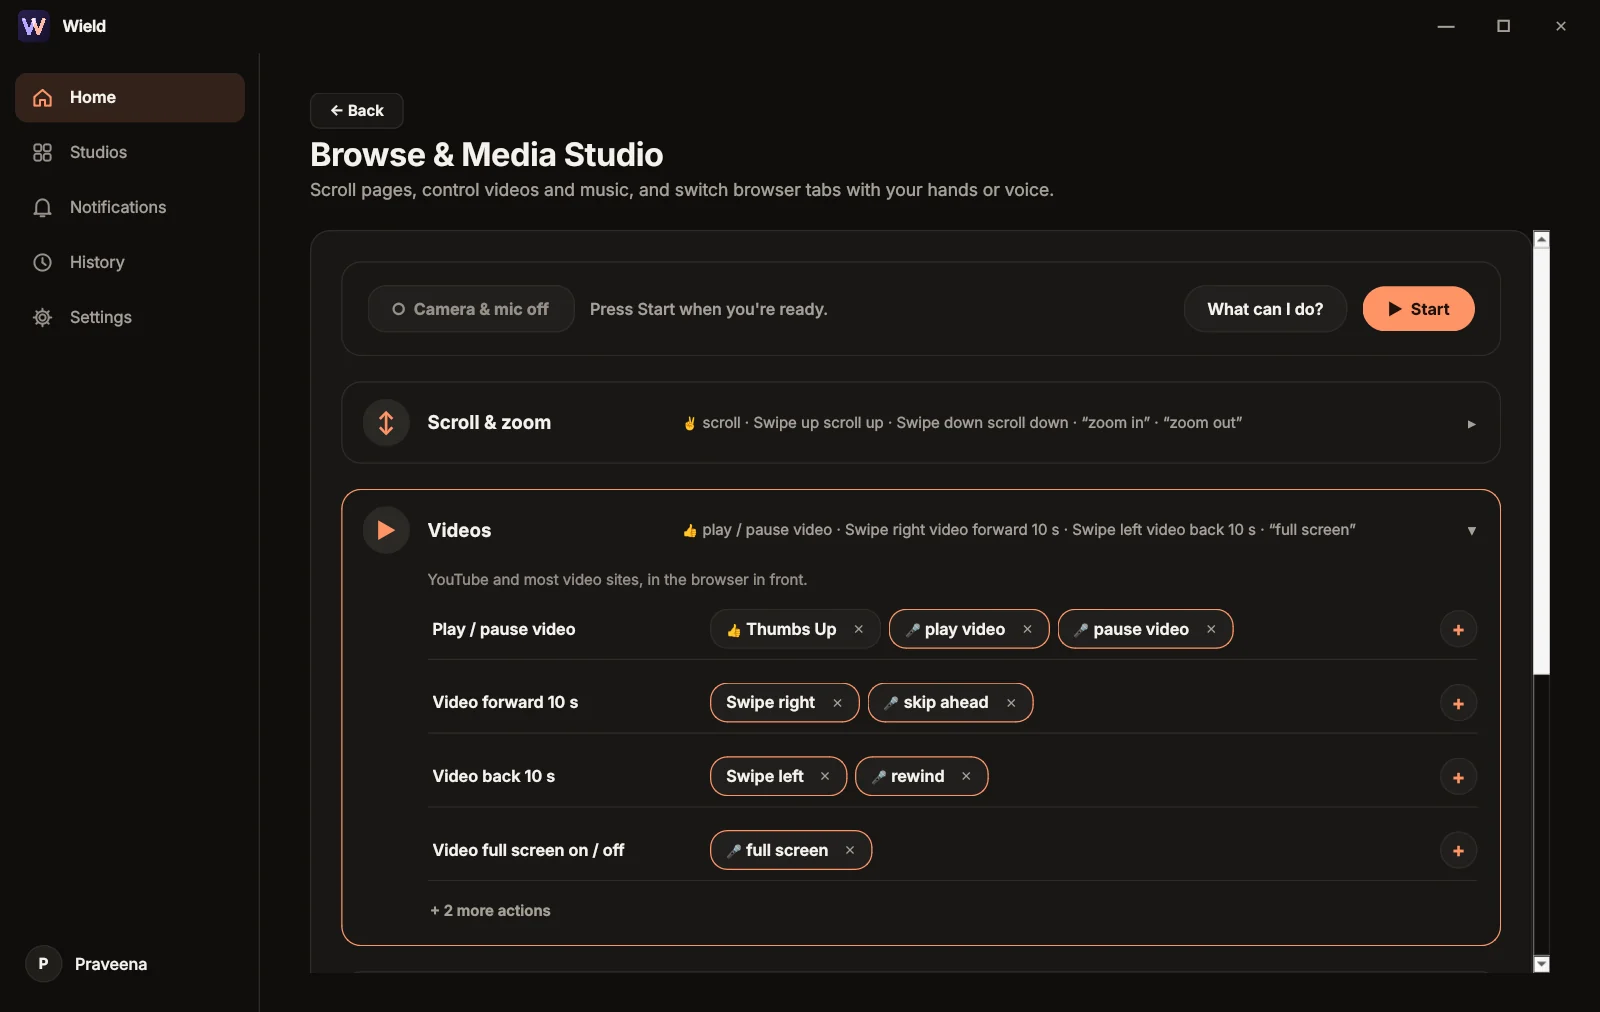 Wield
Home
Studios
Notifications
History
Settings
P Praveena
← Back
Browse & Media Studio
Scroll pages, control videos and music, and switch browser tabs with your hands or voice.
Camera & mic off Press Start when you're ready. What can I do? ▶ Start
Scroll & zoom ✌ scroll · Swipe up scroll up · Swipe down scroll down · “zoom in” · “zoom out”
Videos 👍 play / pause video · Swipe right video forward 10 s · Swipe left video back 10 s · “full screen”
YouTube and most video sites, in the browser in front.
Play / pause video 👍 Thumbs Up × 🎤 play video × 🎤 pause video × +
Video forward 10 s Swipe right × 🎤 skip ahead × +
Video back 10 s Swipe left × 🎤 rewind × +
Video full screen on / off 🎤 full screen × +
+ 2 more actions